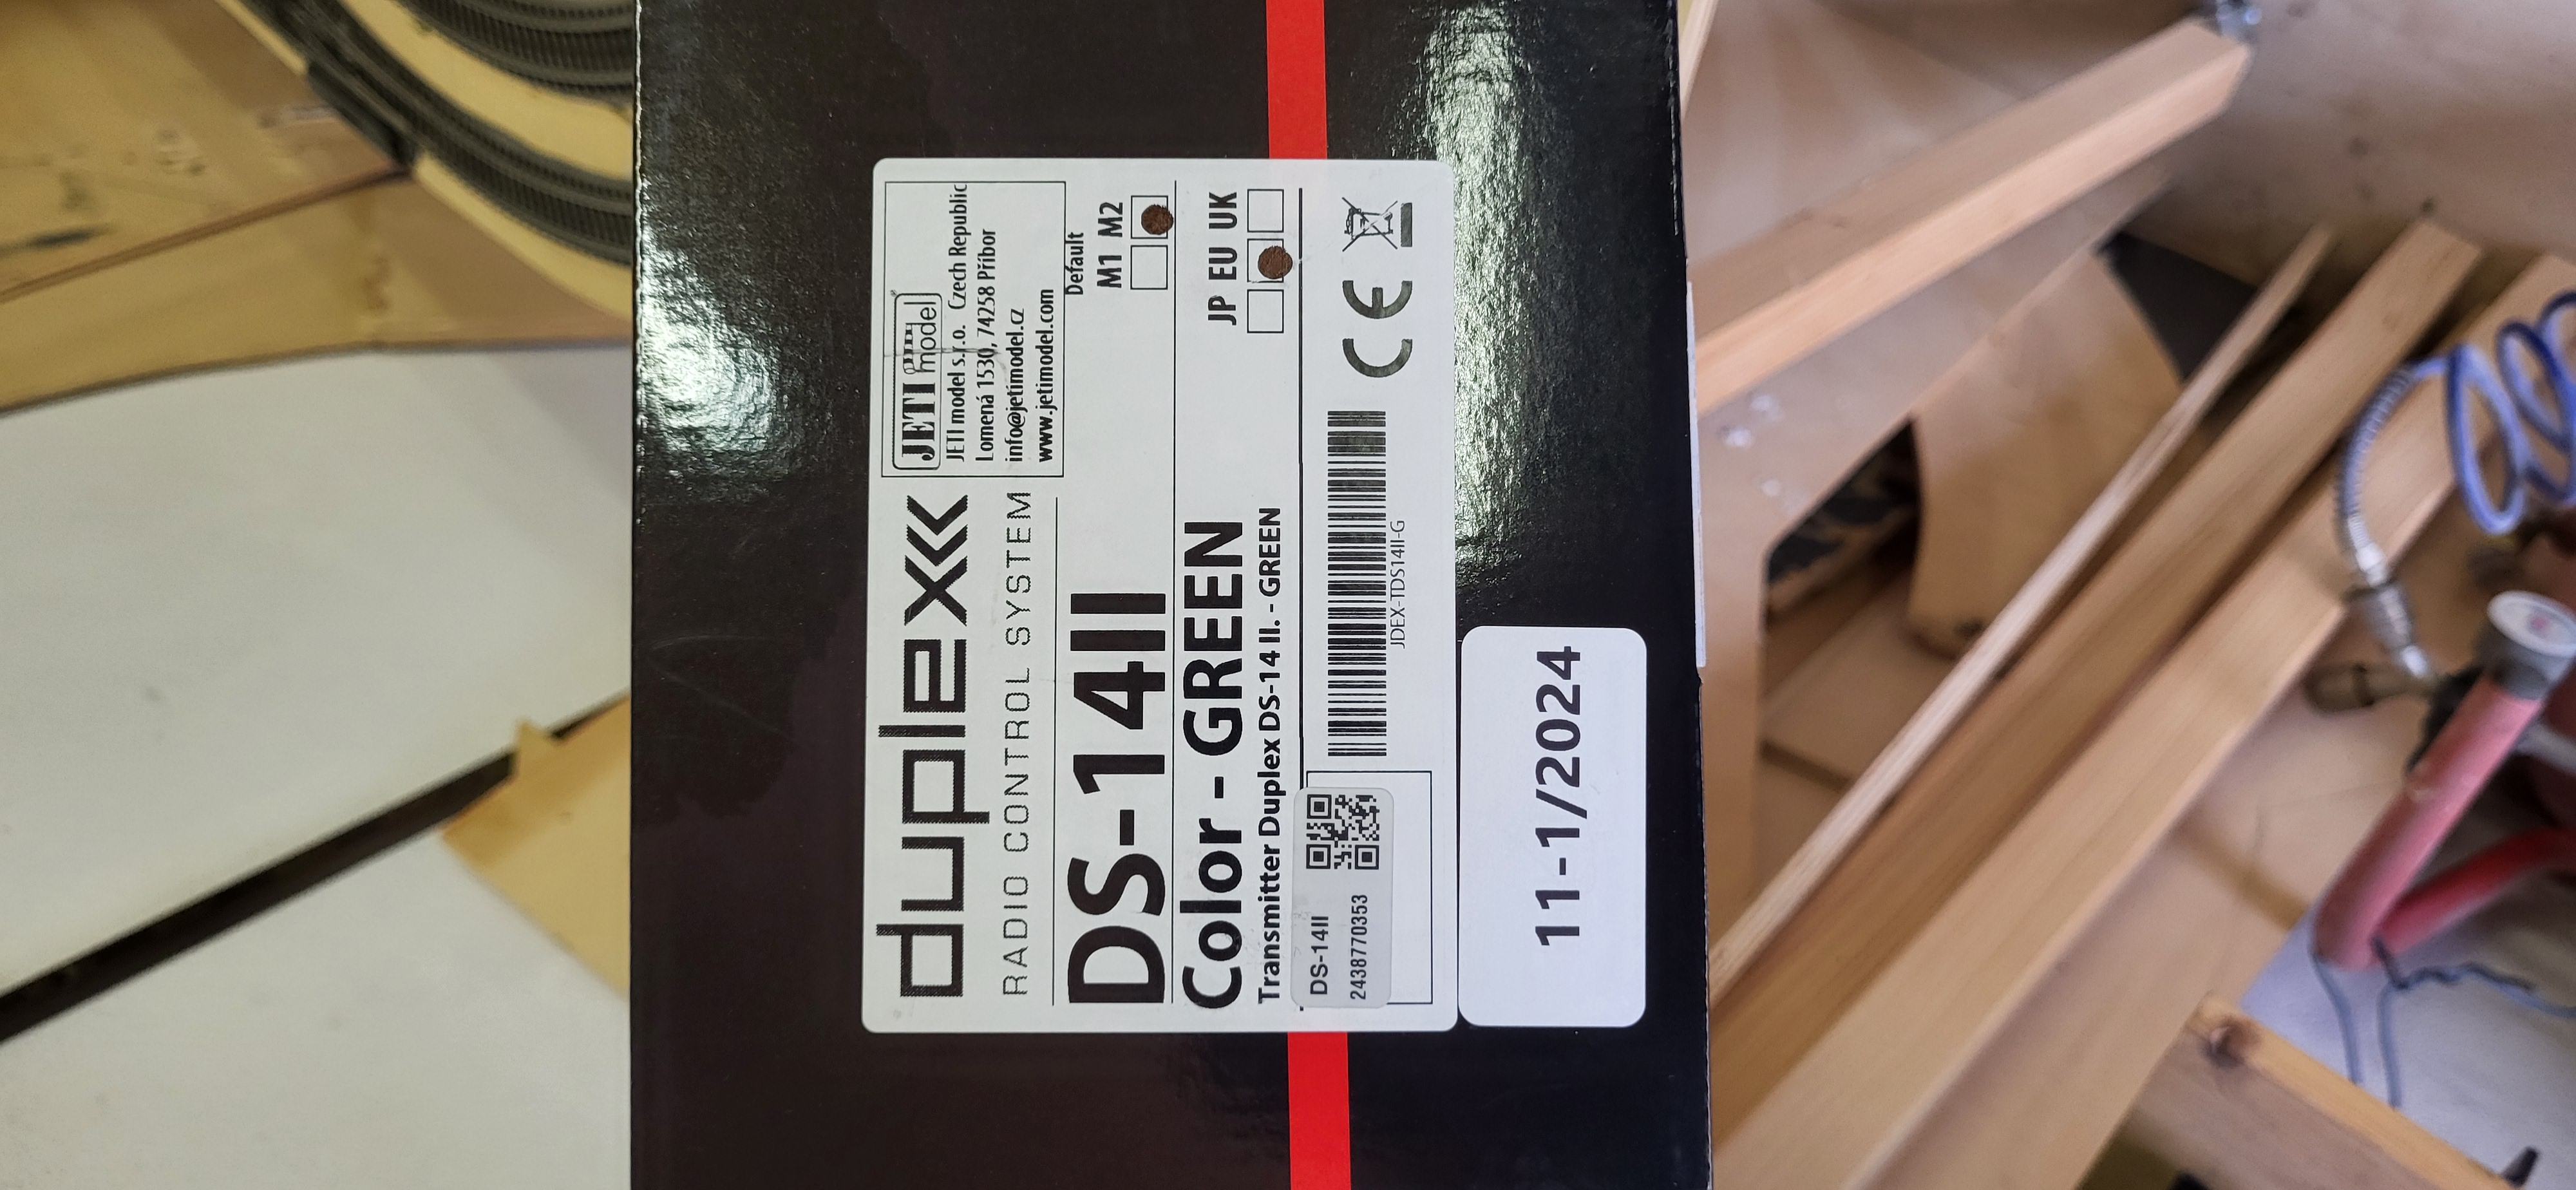 duplex
RADIO CONTROL SYSTEM
JETI model
JETI model s.r.o. Czech Republic
Lomená 1530, 74258 Příbor
info@jetimodel.cz
www.jetimodel.com
DS-14II
Default
M1 M2
Color - GREEN
Transmitter Duplex DS-14 II. - GREEN
JP EU UK
DS-14II
24387770353
JDEX-TDS14II-G
CE
11-1/2024